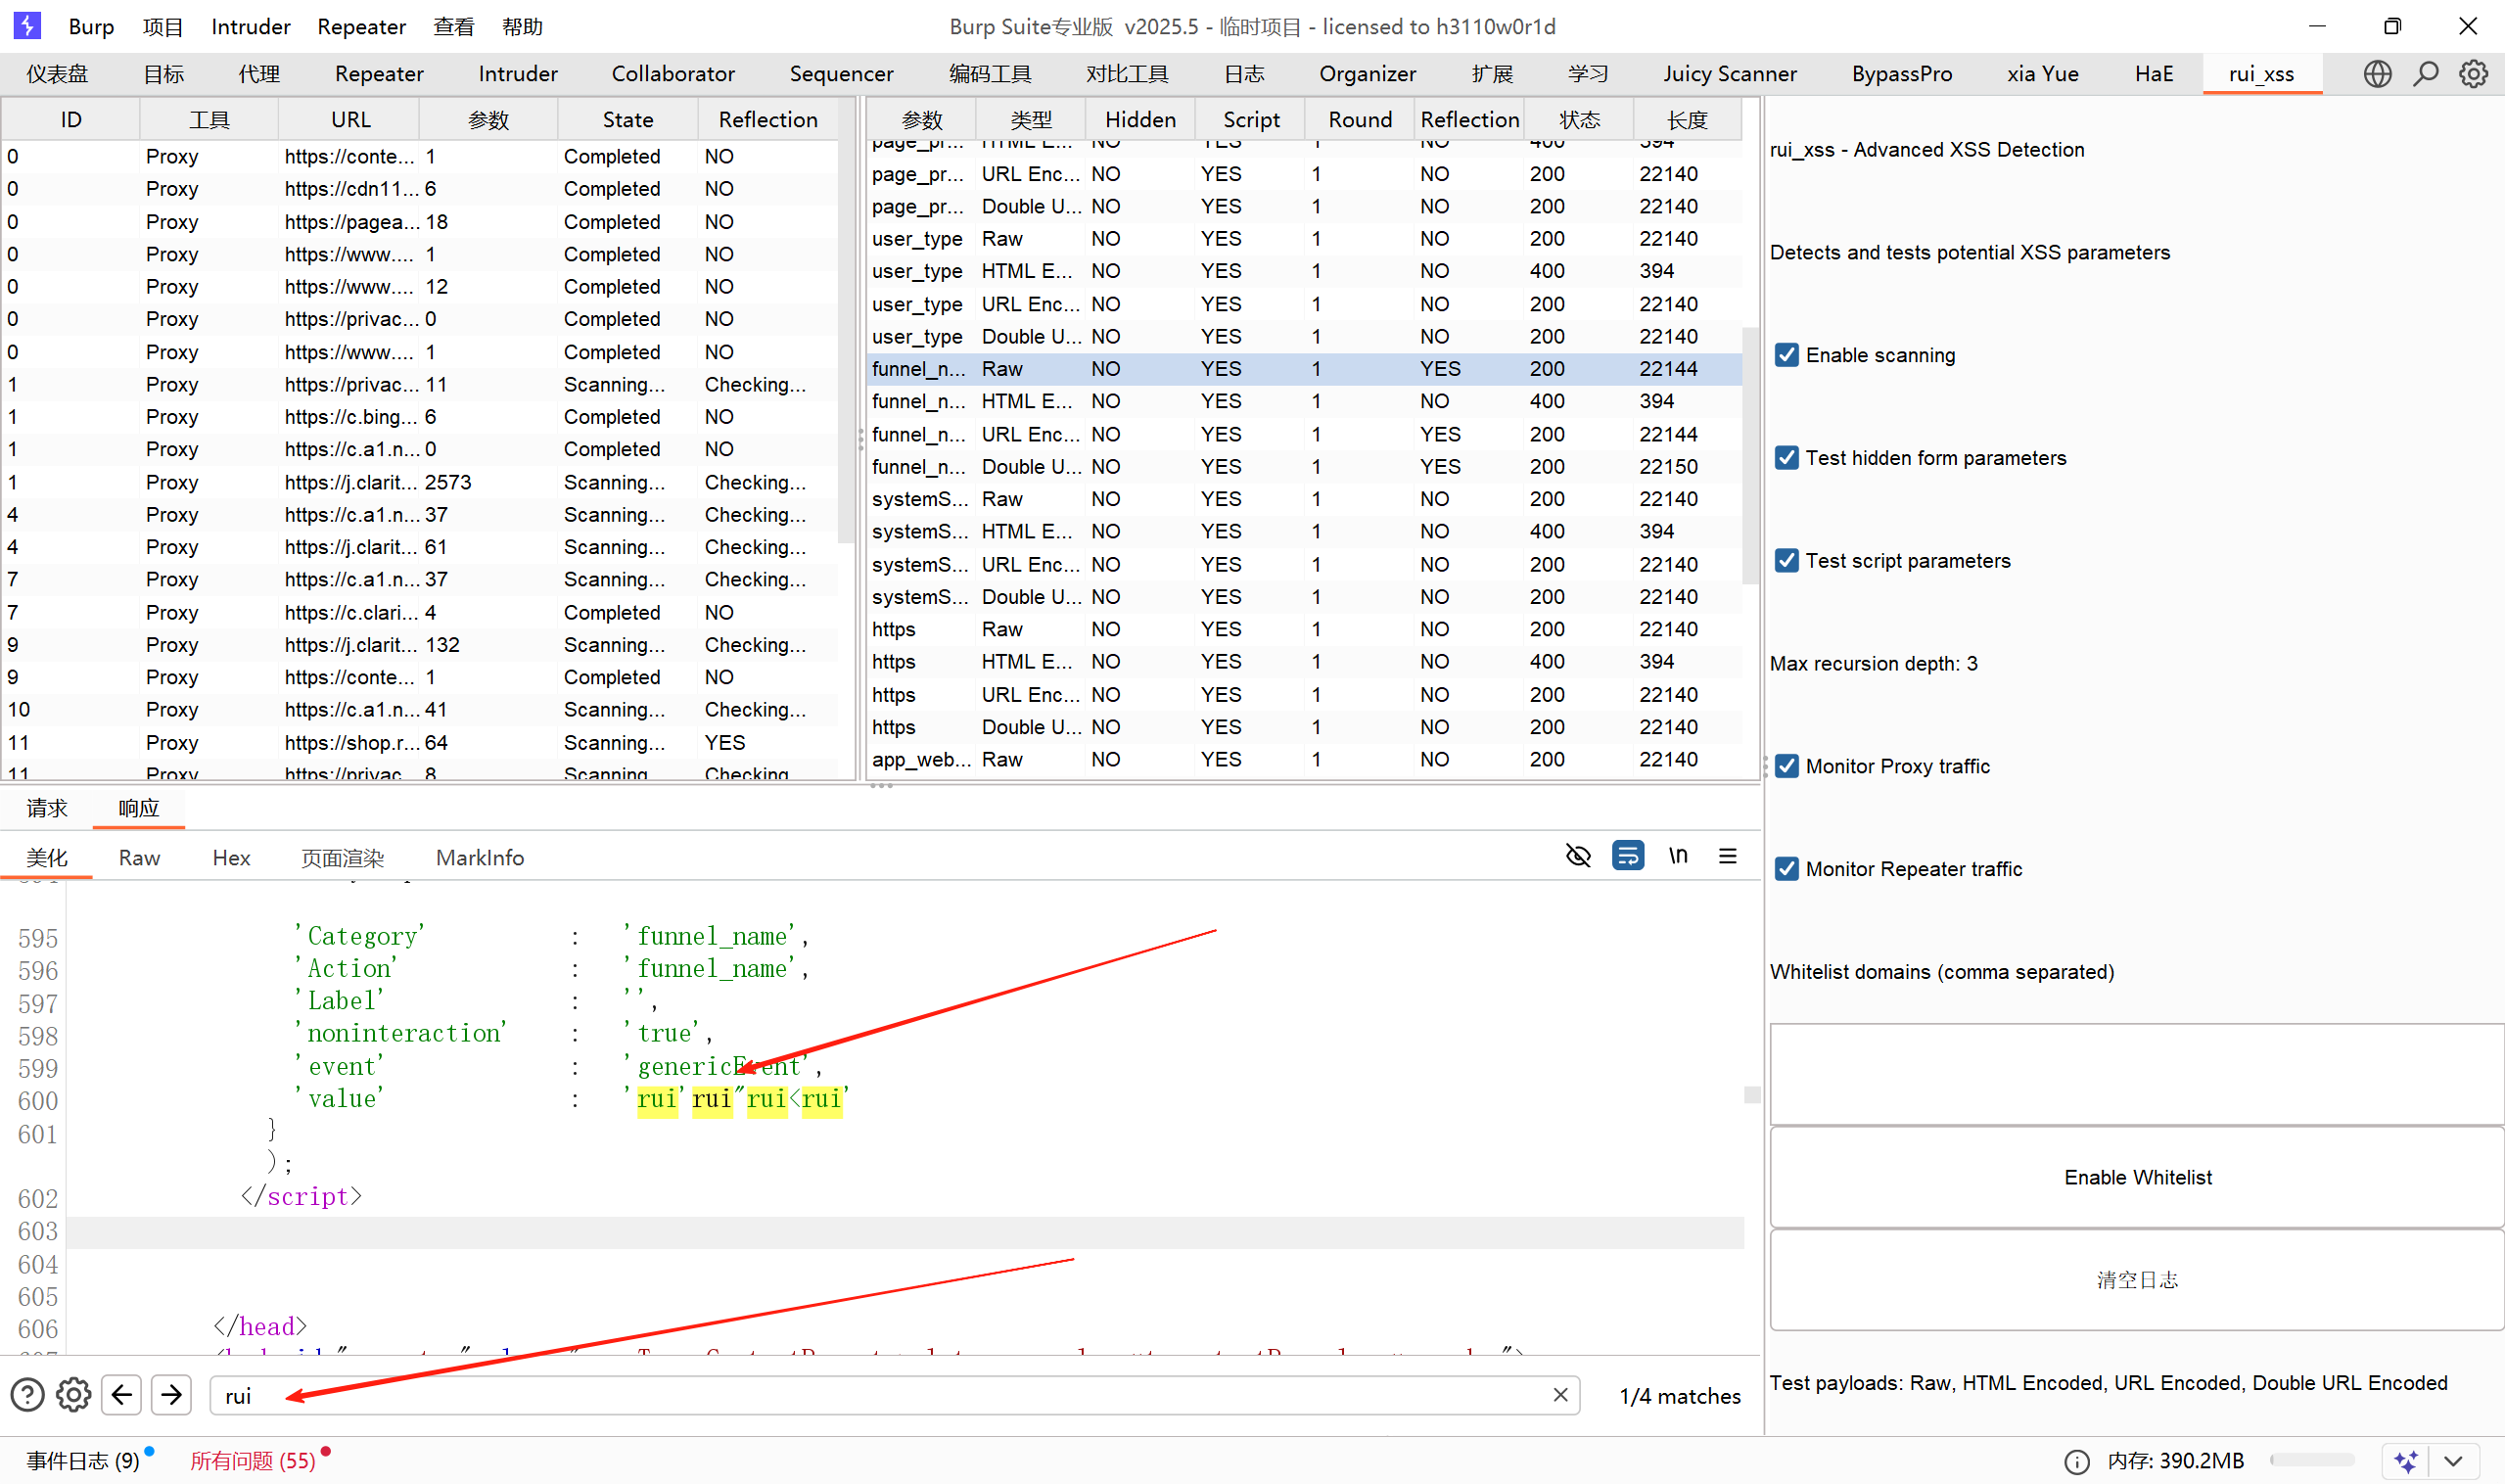 Burp 项目 Intruder Repeater 查看 帮助 Burp Suite专业版 v2025.5 - 临时项目 - licensed to h3110w0r1d
仪表盘 目标 代理 Repeater Intruder Collaborator Sequencer 编码工具 对比工具 日志 Organizer 扩展 学习 Juicy Scanner BypassPro xia Yue HaE rui_xss
ID 工具 URL 参数 State Reflection
0 Proxy https://conte... 1 Completed NO
0 Proxy https://cdn11... 6 Completed NO
0 Proxy https://pagea... 18 Completed NO
0 Proxy https://www.... 1 Completed NO
0 Proxy https://www.... 12 Completed NO
0 Proxy https://privac... 0 Completed NO
0 Proxy https://www.... 1 Completed NO
1 Proxy https://privac... 11 Scanning... Checking...
1 Proxy https://c.bing... 6 Completed NO
1 Proxy https://c.a1.n... 0 Completed NO
1 Proxy https://j.clarit... 2573 Scanning... Checking...
4 Proxy https://c.a1.n... 37 Scanning... Checking...
4 Proxy https://j.clarit... 61 Scanning... Checking...
7 Proxy https://c.a1.n... 37 Scanning... Checking...
7 Proxy https://c.clari... 4 Completed NO
9 Proxy https://j.clarit... 132 Scanning... Checking...
9 Proxy https://conte... 1 Completed NO
10 Proxy https://c.a1.n... 41 Scanning... Checking...
11 Proxy https://shop.r... 64 Scanning... YES
11 Proxy https://privac 8 Scanning Checking
参数 类型 Hidden Script Round Reflection 状态 长度
page_pr... HTML E... NO YES 1 NO 400 394
page_pr... URL Enc... NO YES 1 NO 200 22140
page_pr... Double U... NO YES 1 NO 200 22140
user_type Raw NO YES 1 NO 200 22140
user_type HTML E... NO YES 1 NO 400 394
user_type URL Enc... NO YES 1 NO 200 22140
user_type Double U... NO YES 1 NO 200 22140
funnel_n... Raw NO YES 1 YES 200 22144
funnel_n... HTML E... NO YES 1 NO 400 394
funnel_n... URL Enc... NO YES 1 YES 200 22144
funnel_n... Double U... NO YES 1 YES 200 22150
systemS... Raw NO YES 1 NO 200 22140
systemS... HTML E... NO YES 1 NO 400 394
systemS... URL Enc... NO YES 1 NO 200 22140
systemS... Double U... NO YES 1 NO 200 22140
https Raw NO YES 1 NO 200 22140
https HTML E... NO YES 1 NO 400 394
https URL Enc... NO YES 1 NO 200 22140
https Double U... NO YES 1 NO 200 22140
app_web... Raw NO YES 1 NO 200 22140
rui_xss - Advanced XSS Detection
Detects and tests potential XSS parameters
Enable scanning
Test hidden form parameters
Test script parameters
Max recursion depth: 3
Monitor Proxy traffic
Monitor Repeater traffic
Whitelist domains (comma separated)
Enable Whitelist
清空日志
Test payloads: Raw, HTML Encoded, URL Encoded, Double URL Encoded
请求 响应
美化 Raw Hex 页面渲染 MarkInfo \n
595 'Category' : 'funnel_name',
596 'Action' : 'funnel_name',
597 'Label' : '',
598 'noninteraction' : 'true',
599 'event' : 'genericEvent',
600 'value' : 'rui'rui"rui<rui'
601 }
);
602 </script>
603
604
605
606 </head>
rui 1/4 matches
事件日志 (9) 所有问题 (55) 内存: 390.2MB